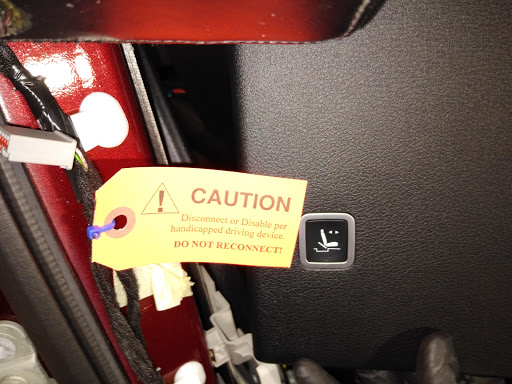 CAUTION
Disconnect or Disable per
handicapped driving device.
DO NOT RECONNECT!